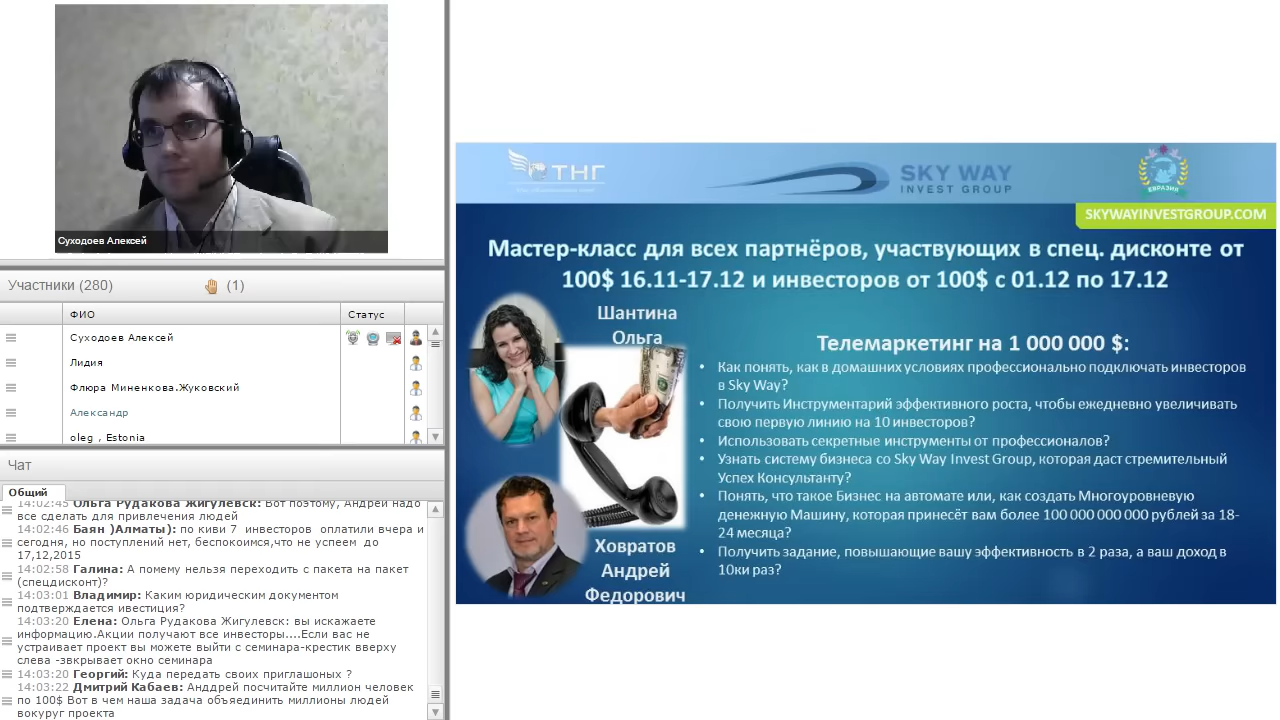 Суходоев Алексей
Участники (280)
(1)
ФИО
Статус
Суходоев Алексей
Лидия
Флюра Миненкова.Жуковский
Александр
oleg , Estonia
Чат
Общий
14:02:45 Ольга Рудакова Жигулевск: Вот поэтому, Андрей надо
все сделать для привлечения людей
14:02:46 Баян )Алматы): по киви 7 инвесторов оплатили вчера и
сегодня, но поступлений нет, беспокоимся,что не успеем до
17,12,2015
14:02:58 Галина: А помему нельзя переходить с пакета на пакет
(спецдисконт)?
14:03:01 Владимир: Каким юридическим документом
подтверждается ивестиция?
14:03:20 Елена: Ольга Рудакова Жигулевск: вы искажаете
информацию.Акции получают все инвесторы....Если вас не
устраивает проект вы можете выйти с семинара-крестик вверху
слева -звкрывает окно семинара
14:03:20 Георгий: Куда передать своих приглашоных ?
14:03:22 Дмитрий Кабаев: Анддрей посчитайте миллион человек
по 100$ Вот в чем наша задача объяединить миллионы людей
вокуруг проекта
ТНГ
SKY WAY
INVEST GROUP
ЕВРАЗИЯ
SKYWAYINVESTGROUP.COM
Мастер-класс для всех партнёров, участвующих в спец. дисконте от
100$ 16.11-17.12 и инвесторов от 100$ с 01.12 по 17.12
Шантина
Ольга
Телемаркетинг на 1 000 000 $:
• Как понять, как в домашних условиях профессионально подключать инвесторов
в Sky Way?
• Получить Инструментарий эффективного роста, чтобы ежедневно увеличивать
свою первую линию на 10 инвесторов?
• Использовать секретные инструменты от профессионалов?
• Узнать систему бизнеса со Sky Way Invest Group, которая даст стремительный
Успех Консультанту?
• Понять, что такое Бизнес на автомате или, как создать Многоуровневую
денежную Машину, которая принесёт вам более 100 000 000 000 рублей за 18-
24 месяца?
• Получить задание, повышающие вашу эффективность в 2 раза, а ваш доход в
10ки раз?
Ховратов
Андрей
Федорович